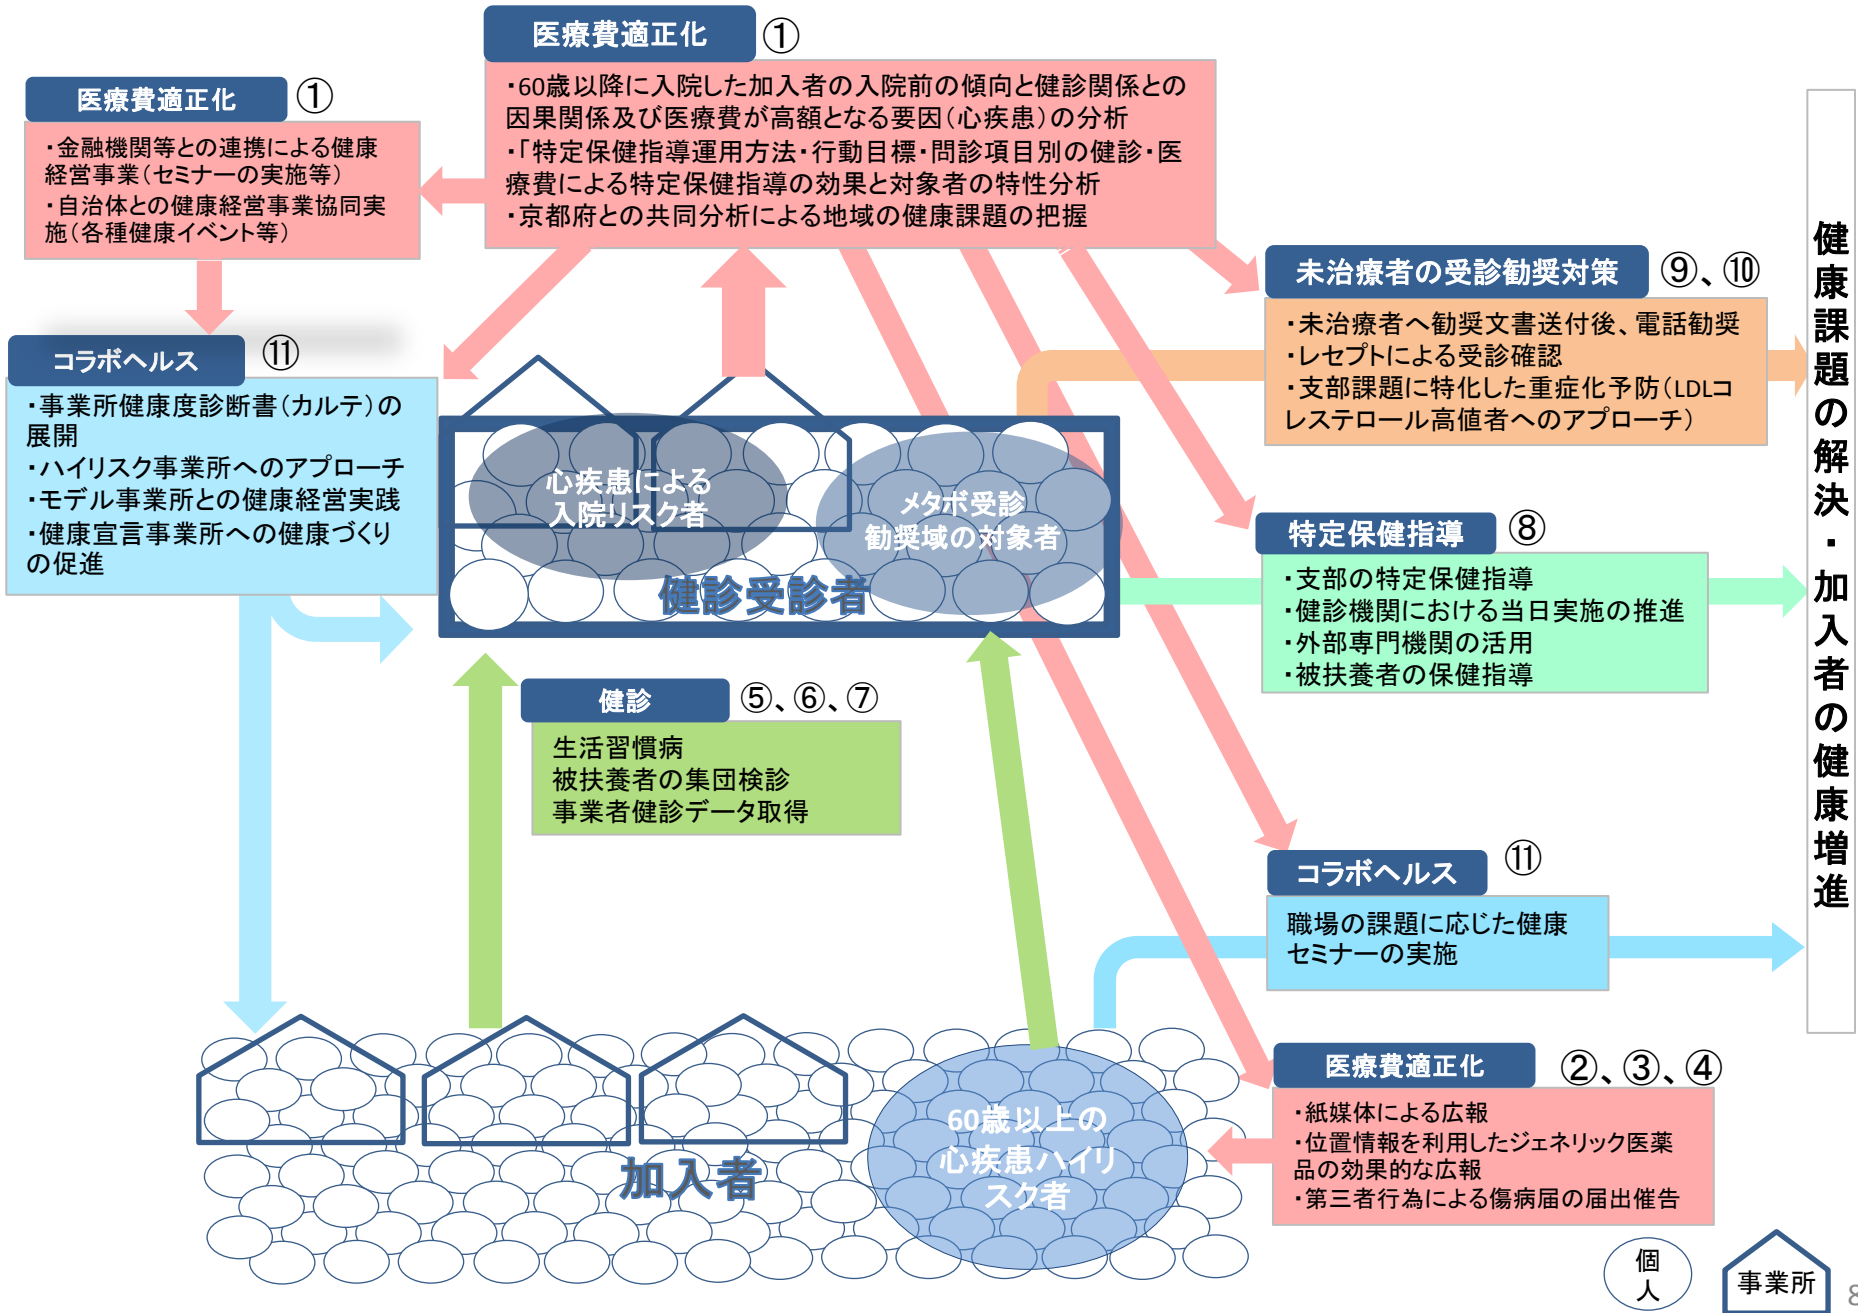 医療費適正化 ①
・60歳以降に入院した加入者の入院前の傾向と健診関係との
因果関係及び医療費が高額となる要因（心疾患）の分析
・「特定保健指導運用方法・行動目標・問診項目別の健診・医
療費による特定保健指導の効果と対象者の特性分析
・京都府との共同分析による地域の健康課題の把握
医療費適正化 ①
・金融機関等との連携による健康
経営事業（セミナーの実施等）
・自治体との健康経営事業協同実
施（各種健康イベント等）
コラボヘルス ⑪
・事業所健康度診断書（カルテ）の
展開
・ハイリスク事業所へのアプローチ
・モデル事業所との健康経営実践
・健康宣言事業所への健康づくり
の促進
心疾患による
入院リスク者
メタボ受診
勧奨域の対象者
健診受診者
未治療者の受診勧奨対策 ⑨、⑩
・未治療者へ勧奨文書送付後、電話勧奨
・レセプトによる受診確認
・支部課題に特化した重症化予防（LDLコ
レステロール高値者へのアプローチ）
特定保健指導 ⑧
・支部の特定保健指導
・健診機関における当日実施の推進
・外部専門機関の活用
・被扶養者の保健指導
健診 ⑤、⑥、⑦
生活習慣病
被扶養者の集団検診
事業者健診データ取得
コラボヘルス ⑪
職場の課題に応じた健康
セミナーの実施
医療費適正化 ②、③、④
・紙媒体による広報
・位置情報を利用したジェネリック医薬
品の効果的な広報
・第三者行為による傷病届の届出催告
60歳以上の
心疾患ハイリ
スク者
加入者
健康課題の解決・加入者の健康増進
個
人
事業所
8